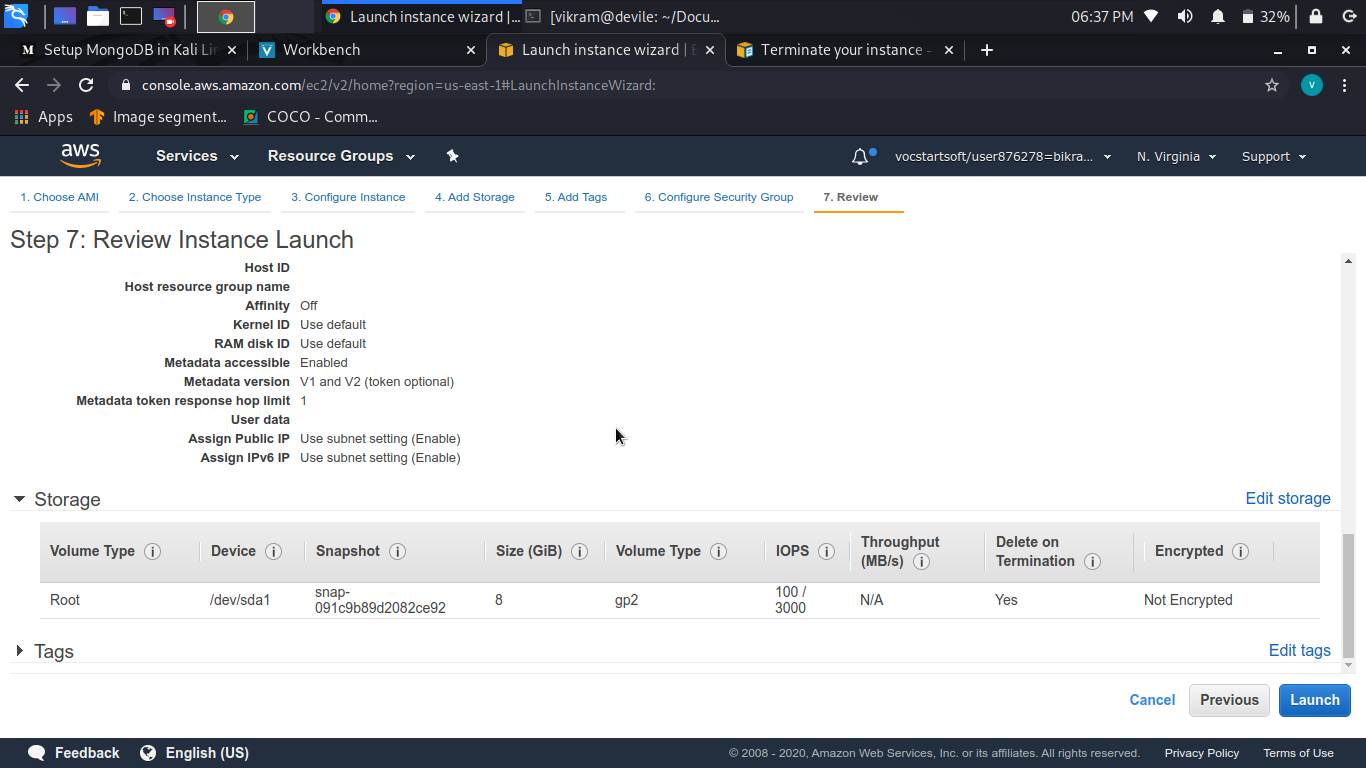 Launch instance wizard |...
[vikram@devile: ~/Docu...
06:37 PM
32%
Setup MongoDB in Kali Lin
Workbench
Launch instance wizard | E
Terminate your instance -
console.aws.amazon.com/ec2/v2/home?region=us-east-1#LaunchInstanceWizard:
V
Apps
Image segment...
COCO - Comm...
aws
Services
Resource Groups
vocstartsoft/user876278=bikra...
N. Virginia
Support
1. Choose AMI
2. Choose Instance Type
3. Configure Instance
4. Add Storage
5. Add Tags
6. Configure Security Group
7. Review
Step 7: Review Instance Launch
Host ID
Host resource group name
Affinity Off
Kernel ID Use default
RAM disk ID Use default
Metadata accessible Enabled
Metadata version V1 and V2 (token optional)
Metadata token response hop limit 1
User data
Assign Public IP Use subnet setting (Enable)
Assign IPv6 IP Use subnet setting (Enable)
Storage
Edit storage
Volume Type
Device
Snapshot
Size (GiB)
Volume Type
IOPS
Throughput
(MB/s)
Delete on
Termination
Encrypted
Root
/dev/sda1
snap-
091c9b89d2082ce92
8
gp2
100 /
3000
N/A
Yes
Not Encrypted
Tags
Edit tags
Cancel
Previous
Launch
Feedback
English (US)
© 2008 - 2020, Amazon Web Services, Inc. or its affiliates. All rights reserved.
Privacy Policy
Terms of Use